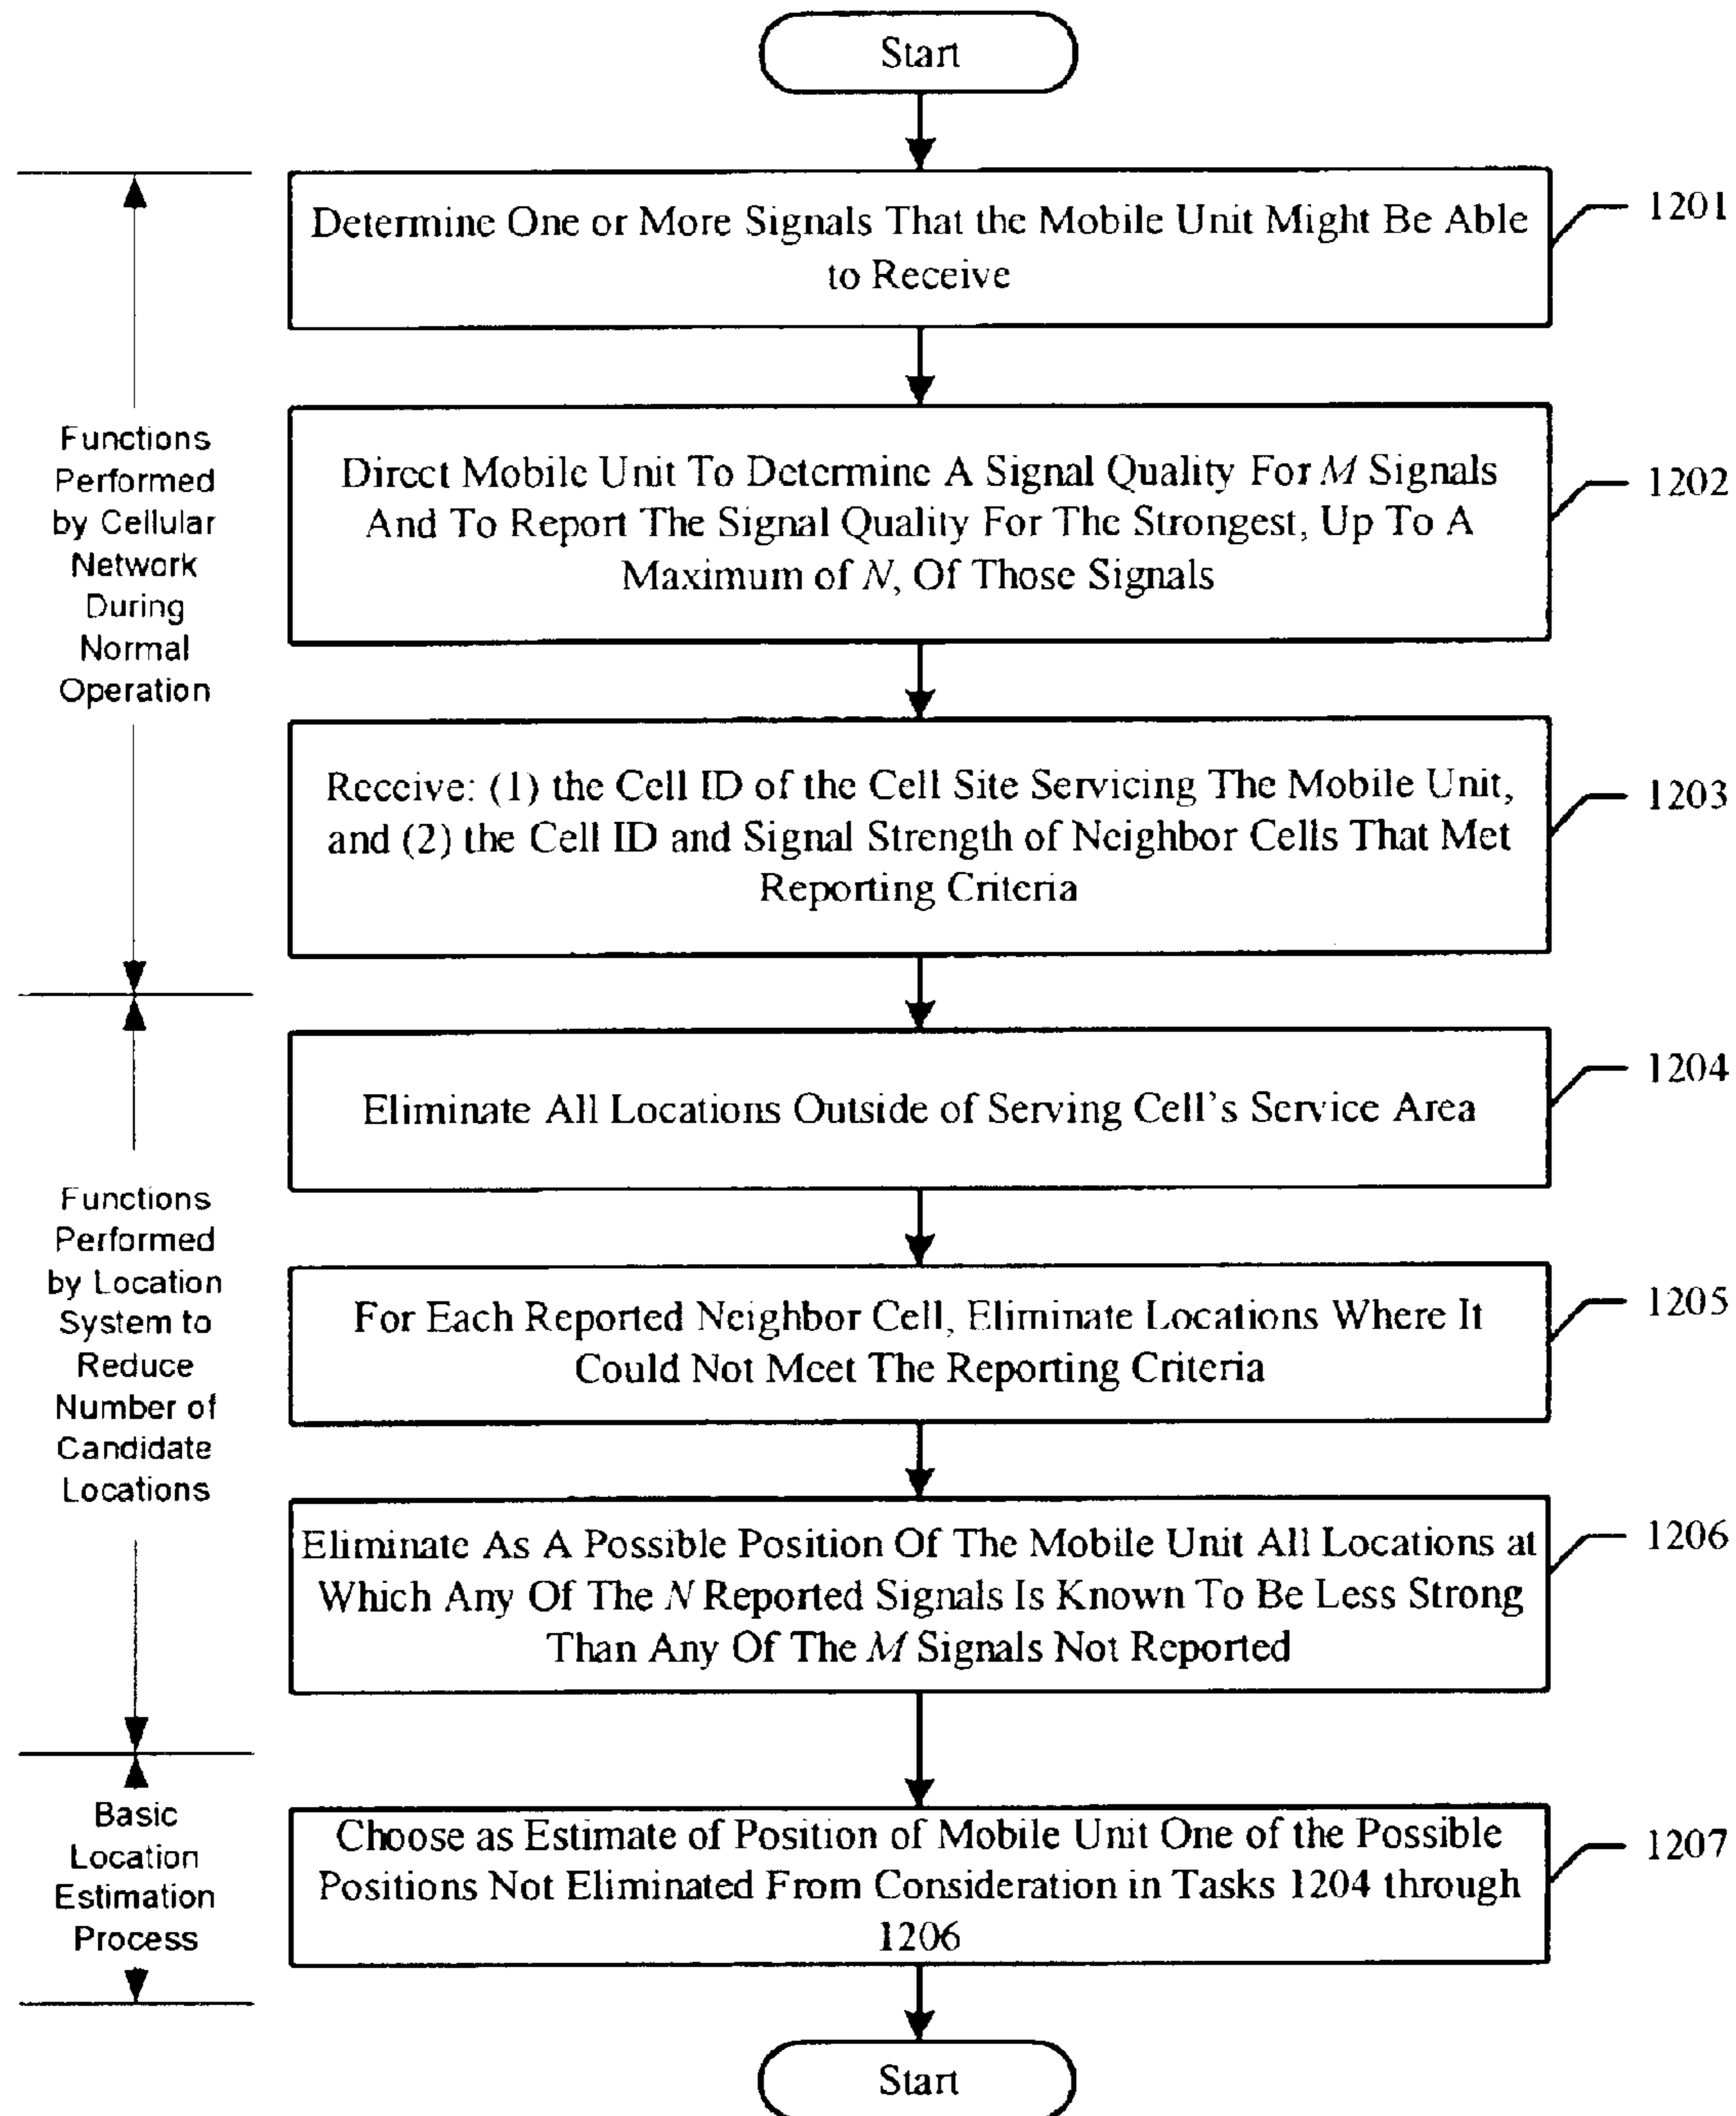 Start
Determine One or More Signals That the Mobile Unit Might Be Able
to Receive
1201
Direct Mobile Unit To Determine A Signal Quality For M Signals
And To Report The Signal Quality For The Strongest, Up To A
Maximum of N, Of Those Signals
1202
Receive: (1) the Cell ID of the Cell Site Servicing The Mobile Unit,
and (2) the Cell ID and Signal Strength of Neighbor Cells That Met
Reporting Criteria
1203
Functions
Performed
by Cellular
Network
During
Normal
Operation
Eliminate All Locations Outside of Serving Cell's Service Area
1204
For Each Reported Neighbor Cell, Eliminate Locations Where It
Could Not Meet The Reporting Criteria
1205
Eliminate As A Possible Position Of The Mobile Unit All Locations at
Which Any Of The N Reported Signals Is Known To Be Less Strong
Than Any Of The M Signals Not Reported
1206
Functions
Performed
by Location
System to
Reduce
Number of
Candidate
Locations
Choose as Estimate of Position of Mobile Unit One of the Possible
Positions Not Eliminated From Consideration in Tasks 1204 through
1206
1207
Basic
Location
Estimation
Process
Start